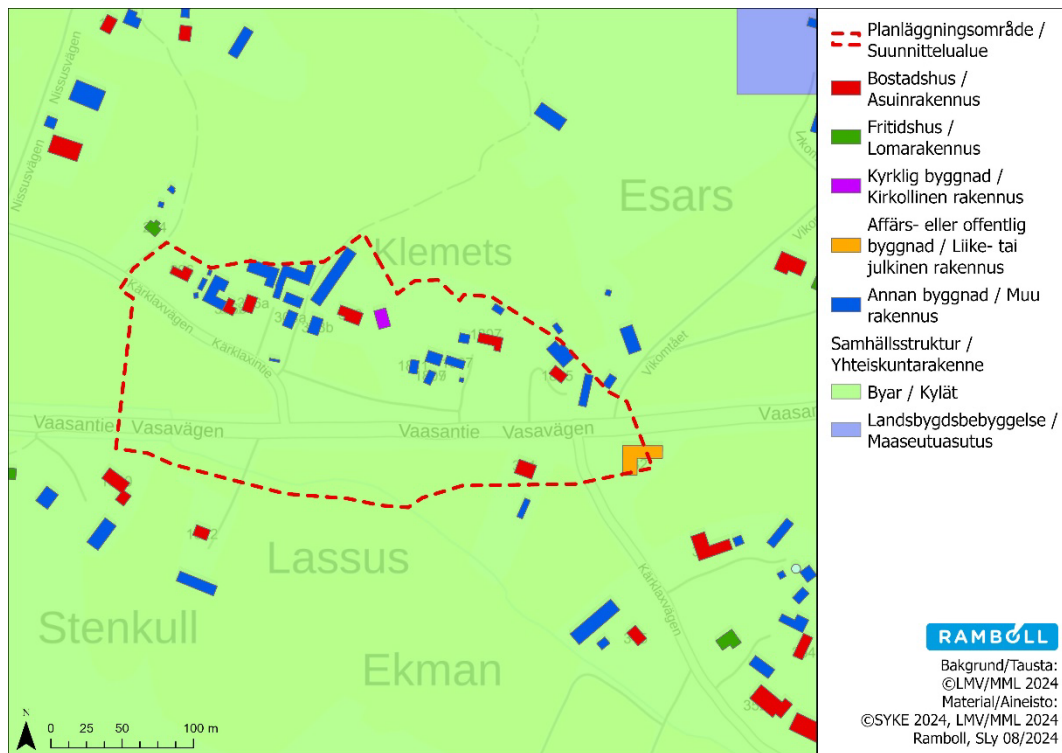 Nissusvägen
Nissusvägen
Esars
Klemets
Kärklaxvägen
Kärklaxintie
Vikomtået
Vaasantie
Vasavägen
Vaasantie
Vasavägen
Lassus
Stenkull
Ekman
Kärklaxvägen
N
0 25 50 100 m
Planläggningsområde /
Suunnittelualue
Bostadshus /
Asuinrakennus
Fritidshus /
Lomarakennus
Kyrklig byggnad /
Kirkollinen rakennus
Affärs- eller offentlig
byggnad / Liike- tai
julkinen rakennus
Annan byggnad / Muu
rakennus
Samhällsstruktur /
Yhteiskuntarakenne
Byar / Kylät
Landsbygdsbebyggelse /
Maaseutuasutus
RAMBOLL
Bakgrund/Tausta:
©LMV/MML 2024
Material/Aineisto:
©SYKE 2024, LMV/MML 2024
Ramboll, SLy 08/2024